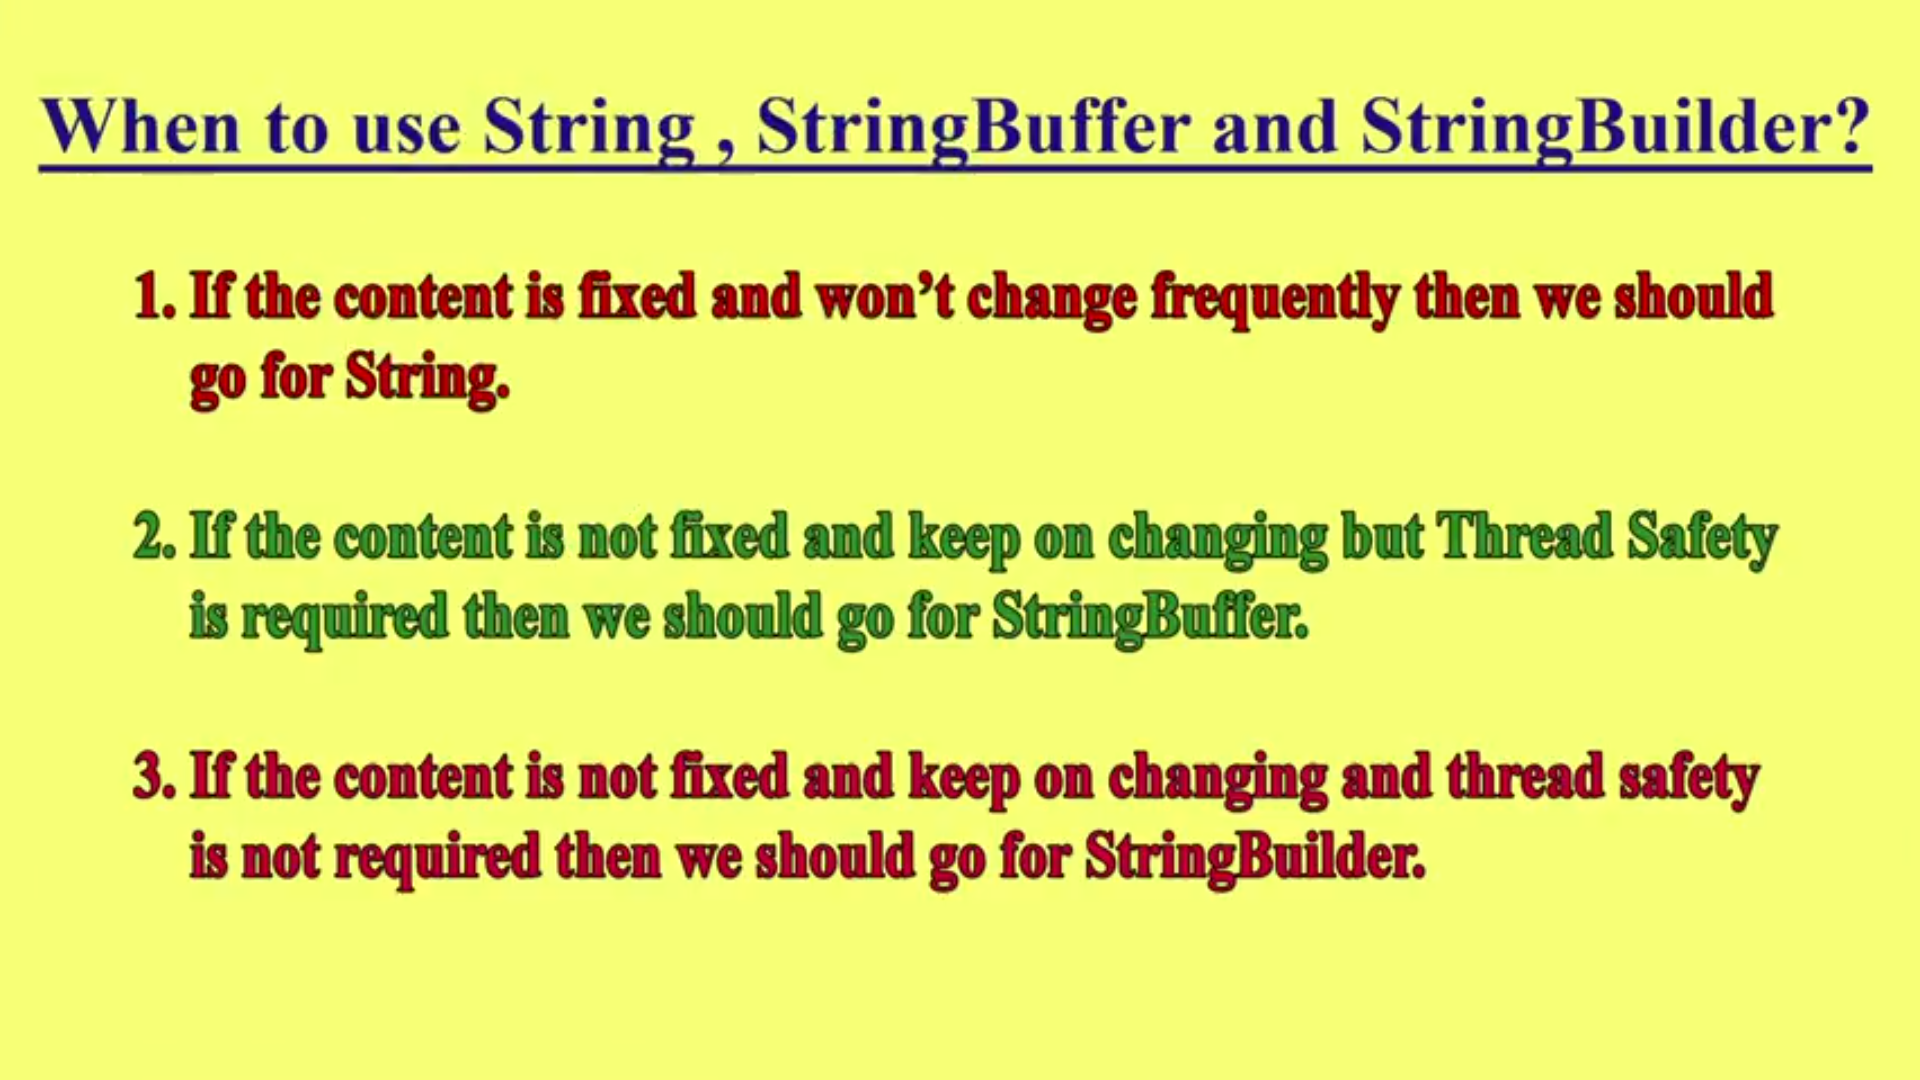 When to use String , StringBuffer and StringBuilder?
1. If the content is fixed and won’t change frequently then we should
go for String.
2. If the content is not fixed and keep on changing but Thread Safety
is required then we should go for StringBuffer.
3. If the content is not fixed and keep on changing and thread safety
is not required then we should go for StringBuilder.